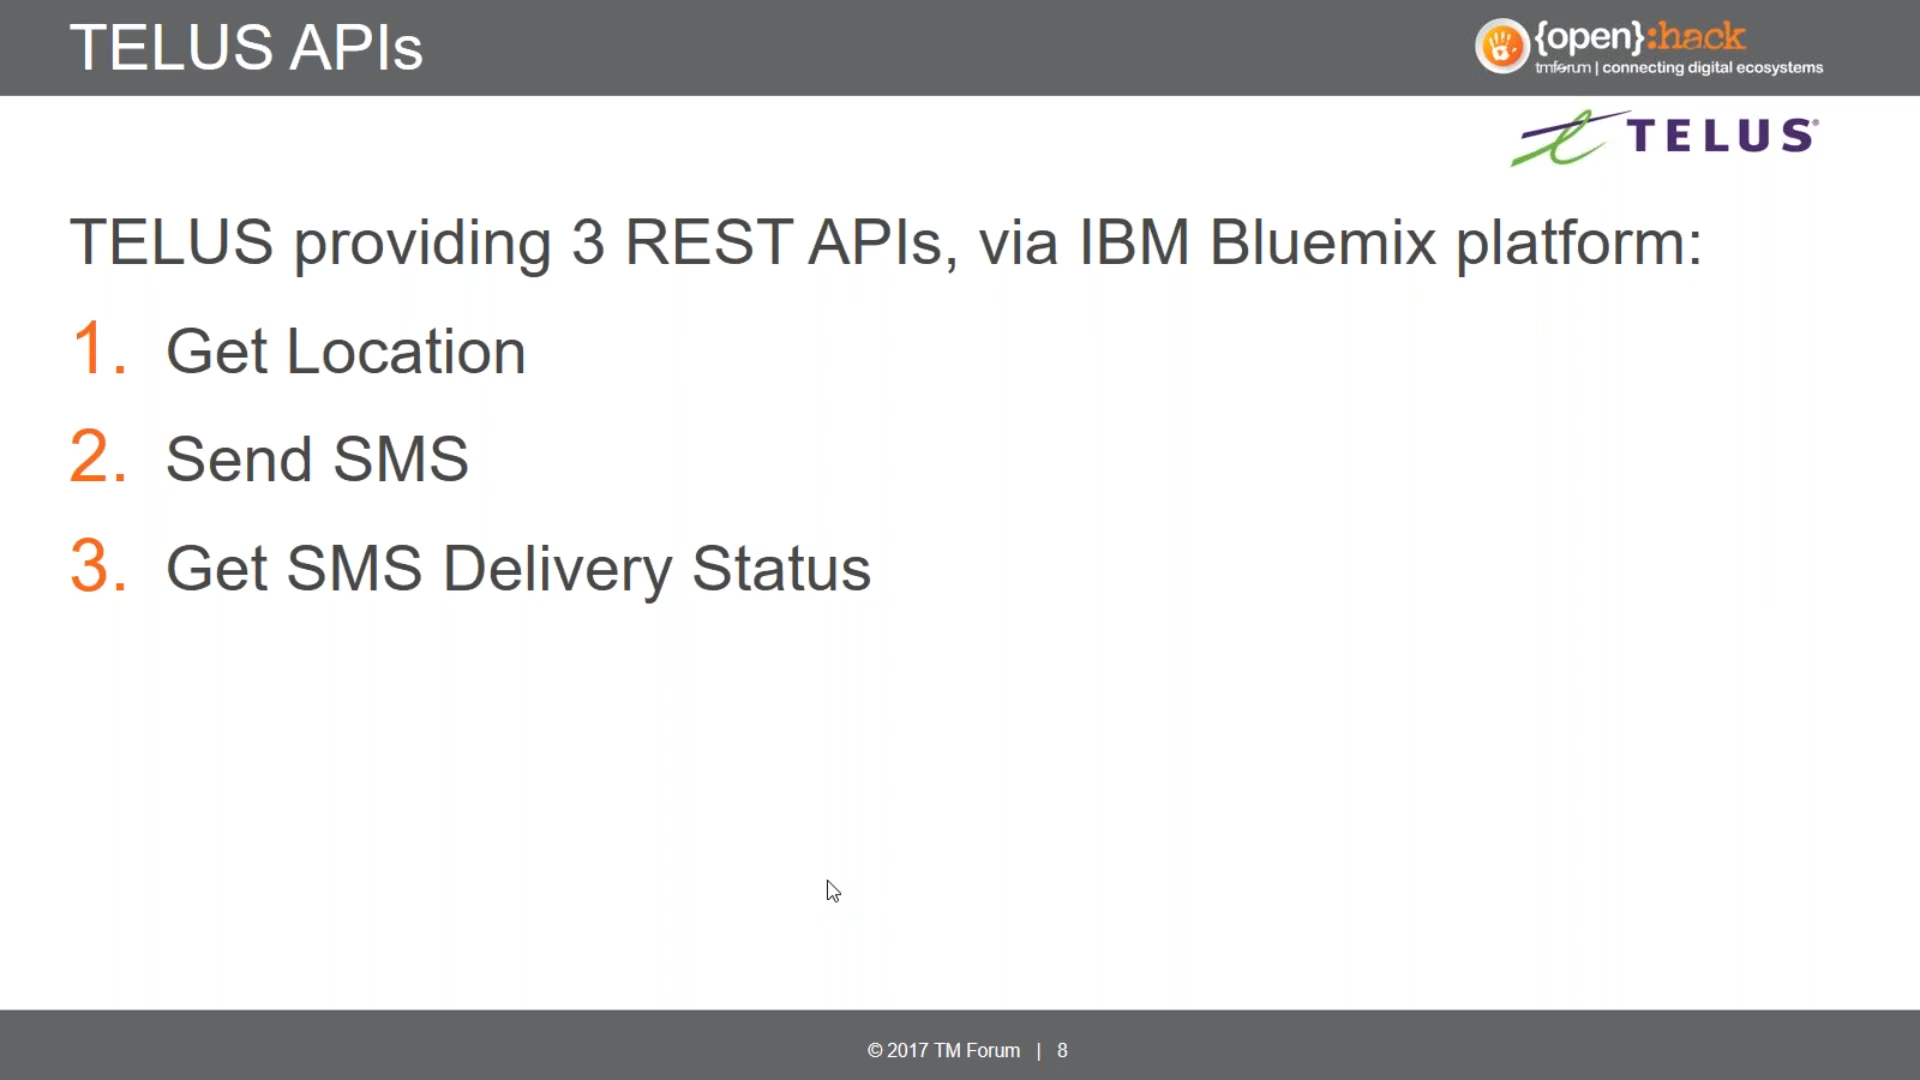 TELUS APIs
{open}:hack
tmforum | connecting digital ecosystems
TELUS®
TELUS providing 3 REST APIs, via IBM Bluemix platform:
1. Get Location
2. Send SMS
3. Get SMS Delivery Status
© 2017 TM Forum | 8